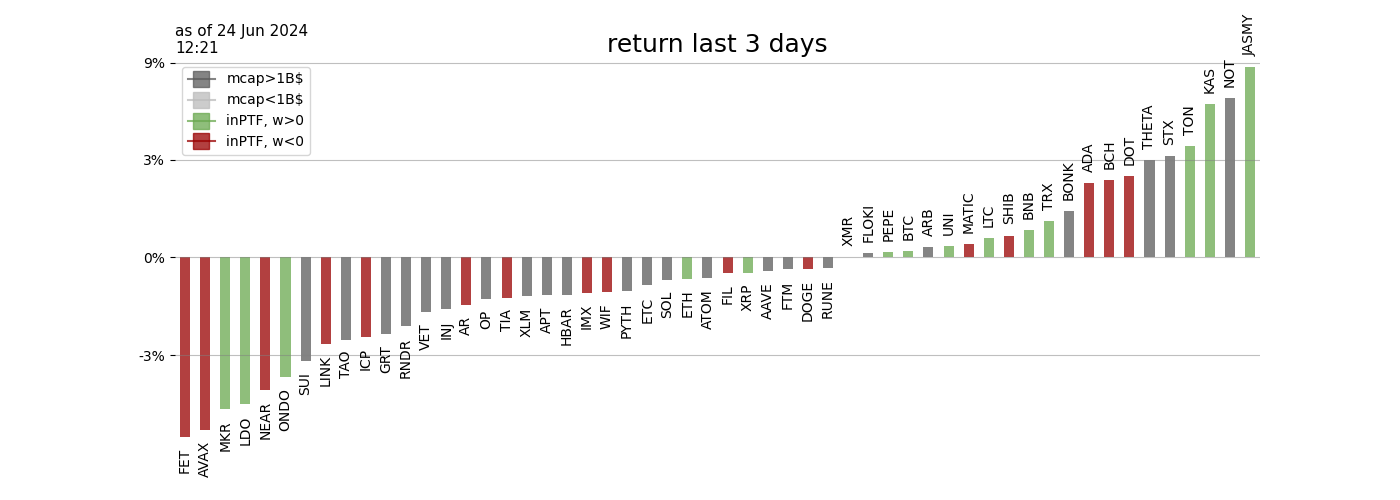 as of 24 Jun 2024
12:21
return last 3 days
9%
3%
0%
-3%
mcap>1B$
mcap<1B$
inPTF, w>0
inPTF, w<0
FET
AVAX
MKR
LDO
NEAR
ONDO
SUI
LINK
TAO
ICP
GRT
RNDR
VET
INJ
AR
OP
TIA
XLM
APT
HBAR
IMX
WIF
PYTH
ETC
SOL
ETH
ATOM
FIL
XRP
AAVE
FTM
DOGE
RUNE
XMR
FLOKI
PEPE
BTC
ARB
UNI
MATIC
LTC
SHIB
BNB
TRX
BONK
ADA
BCH
DOT
THETA
STX
TON
KAS
NOT
JASMY